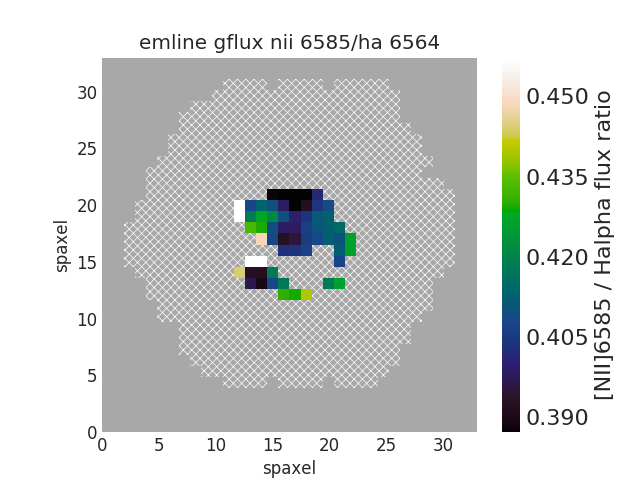 emline gflux nii 6585/ha 6564
30
25
20
15
10
5
0
spaxel
0 5 10 15 20 25 30
spaxel
0.450
0.435
0.420
0.405
0.390
[NII]6585 / Halpha flux ratio